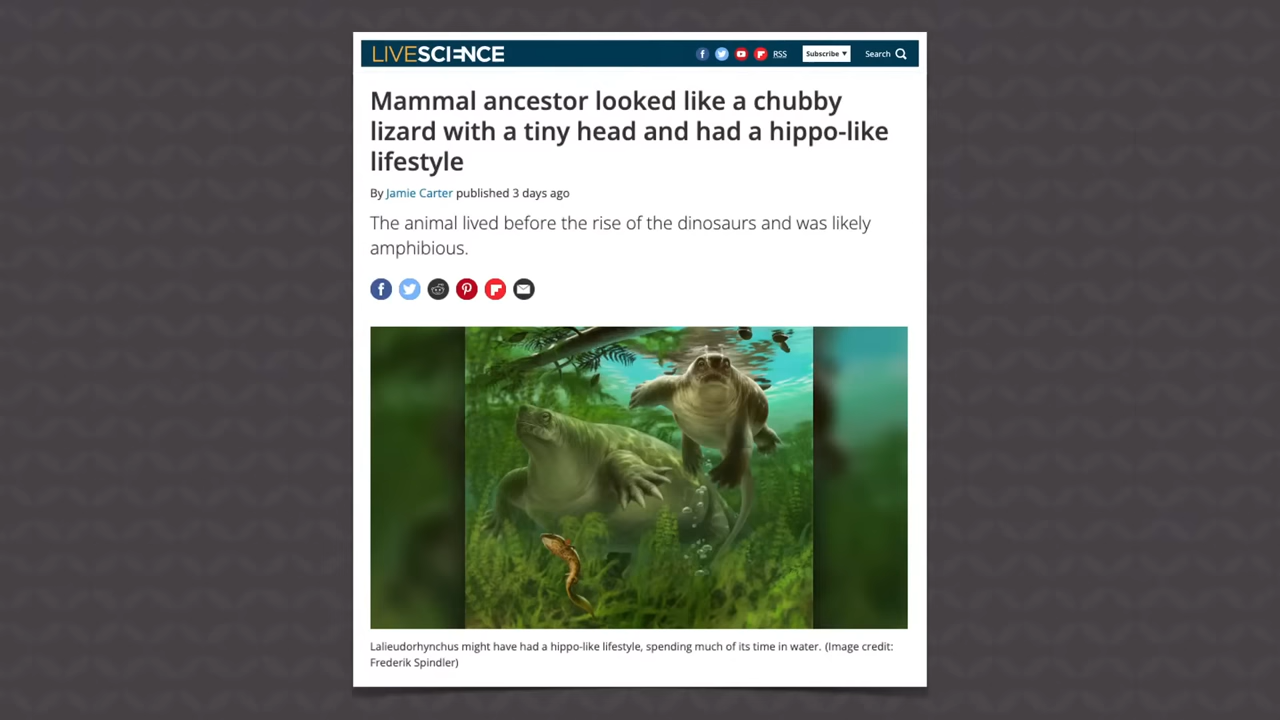 LIVESCIENCE
RSS
Subscribe ▼
Search
Mammal ancestor looked like a chubby
lizard with a tiny head and had a hippo-like
lifestyle
By Jamie Carter published 3 days ago
The animal lived before the rise of the dinosaurs and was likely
amphibious.
Lalieudorhynchus might have had a hippo-like lifestyle, spending much of its time in water. (Image credit:
Frederik Spindler)